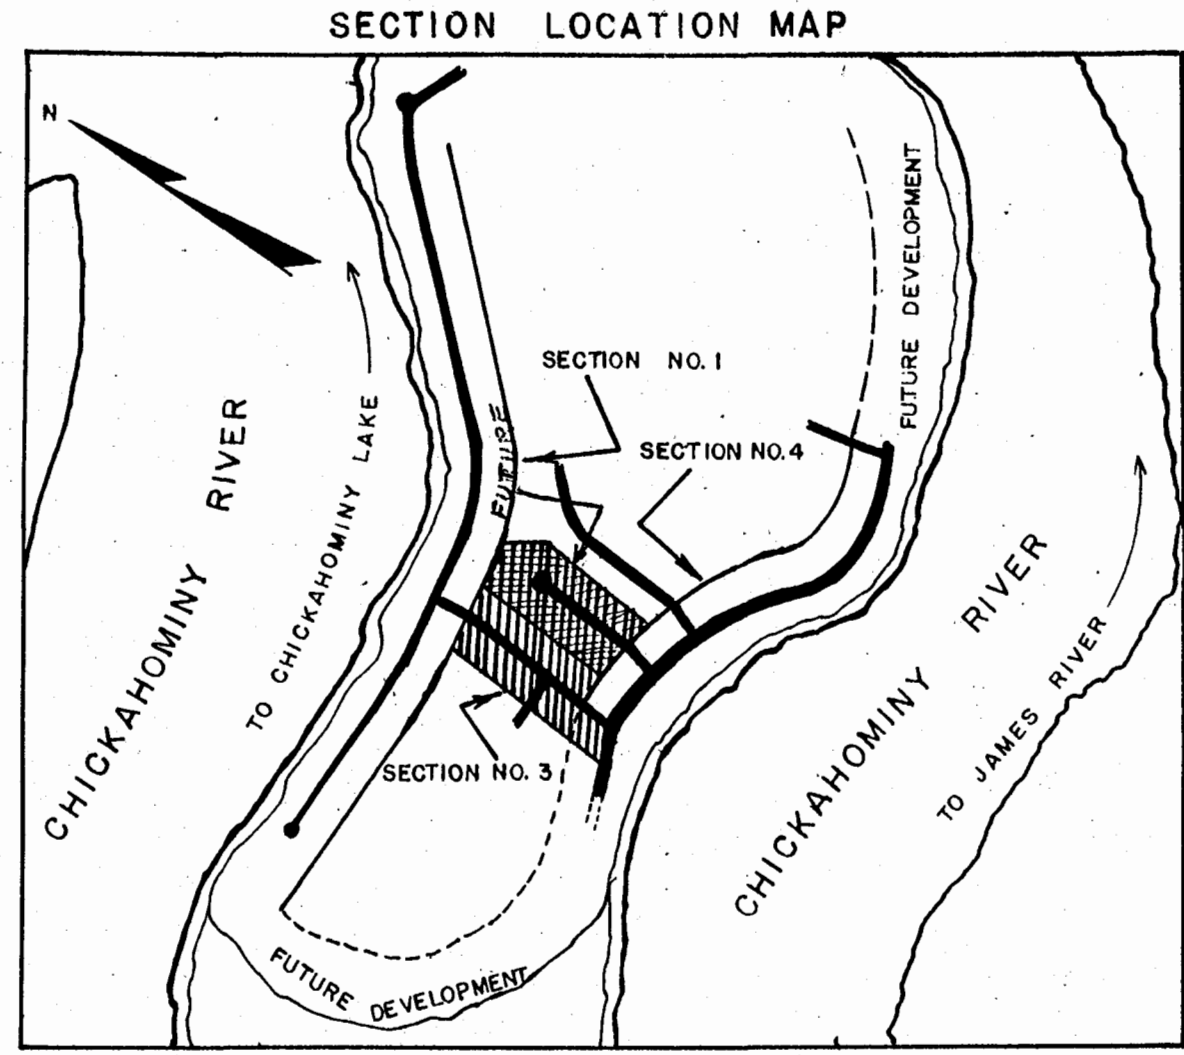 SECTION LOCATION MAP
N
FUTURE DEVELOPMENT
SECTION NO. 1
CHICKAHOMINY RIVER
TO CHICKAHOMINY LAKE
FUTURE
SECTION NO. 4
CHICKAHOMINY RIVER
TO JAMES RIVER
SECTION NO. 3
FUTURE DEVELOPMENT